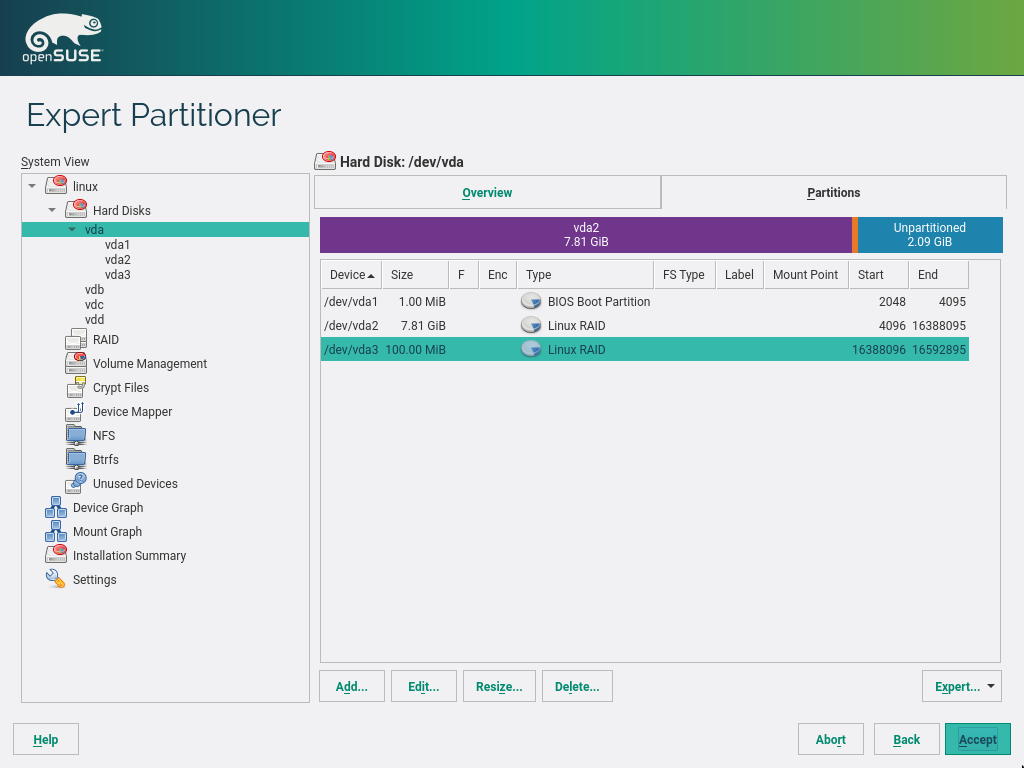 openSUSE
Expert Partitioner
System View
linux
Hard Disks
vda
vda1
vda2
vda3
vdb
vdc
vdd
RAID
Volume Management
Crypt Files
Device Mapper
NFS
Btrfs
Unused Devices
Device Graph
Mount Graph
Installation Summary
Settings
Hard Disk: /dev/vda
Overview Partitions
vda2 Unpartitioned
7.81 GiB 2.09 GiB
Device Size F Enc Type FS Type Label Mount Point Start End
/dev/vda1 1.00 MiB BIOS Boot Partition 2048 4095
/dev/vda2 7.81 GiB Linux RAID 4096 16388095
/dev/vda3 100.00 MiB Linux RAID 16388096 16592895
Add... Edit... Resize... Delete... Expert...
Help Abort Back Accept